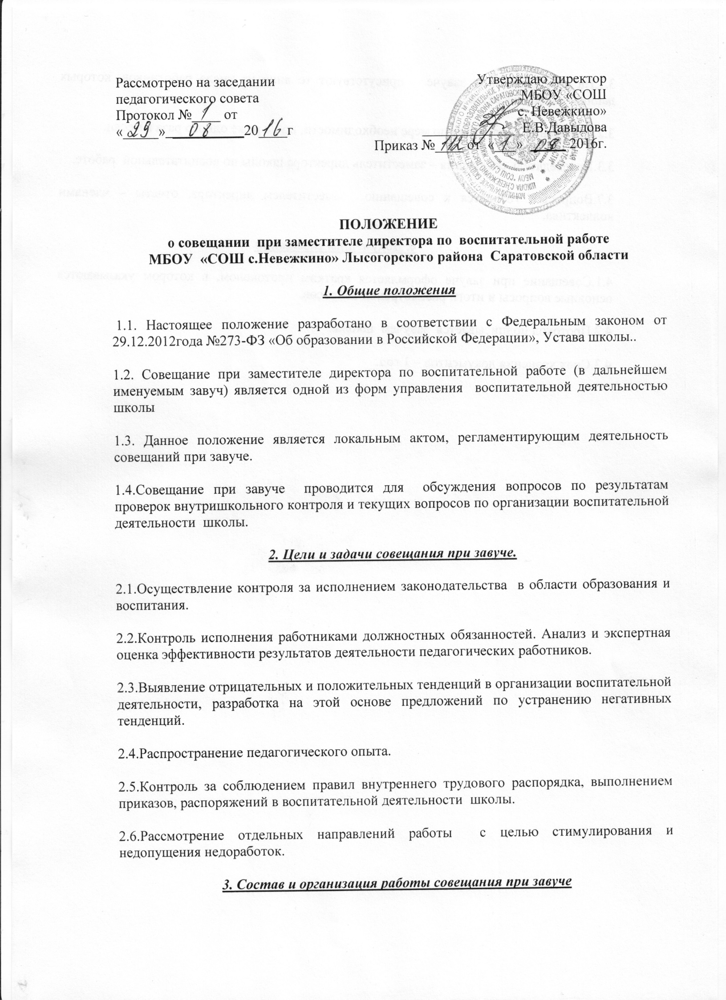 Рассмотрено на заседании
педагогического совета
Протокол № 1 от
« 29 » 08 20 16 г
Утверждаю директор
МБОУ «СОШ
с. Невежкино»
Е.В.Давыдова
Приказ № от « 1 » 08 2016г.
ПОЛОЖЕНИЕ
о совещании при заместителе директора по воспитательной работе
МБОУ «СОШ с.Невежкино» Лысогорского района Саратовской области
1. Общие положения
1.1. Настоящее положение разработано в соответствии с Федеральным законом от
29.12.2012года №273-ФЗ «Об образовании в Российской Федерации», Устава школы..
1.2. Совещание при заместителе директора по воспитательной работе (в дальнейшем
именуемым завуч) является одной из форм управления воспитательной деятельностью
школы
1.3. Данное положение является локальным актом, регламентирующим деятельность
совещаний при завуче.
1.4.Совещание при завуче проводится для обсуждения вопросов по результатам
проверок внутришкольного контроля и текущих вопросов по организации воспитательной
деятельности школы.
2. Цели и задачи совещания при завуче.
2.1.Осуществление контроля за исполнением законодательства в области образования и
воспитания.
2.2.Контроль исполнения работниками должностных обязанностей. Анализ и экспертная
оценка эффективности результатов деятельности педагогических работников.
2.3.Выявление отрицательных и положительных тенденций в организации воспитательной
деятельности, разработка на этой основе предложений по устранению негативных
тенденций.
2.4.Распространение педагогического опыта.
2.5.Контроль за соблюдением правил внутреннего трудового распорядка, выполнением
приказов, распоряжений в воспитательной деятельности школы.
2.6.Рассмотрение отдельных направлений работы с целью стимулирования и
недопущения недоработок.
3. Состав и организация работы совещания при завуче